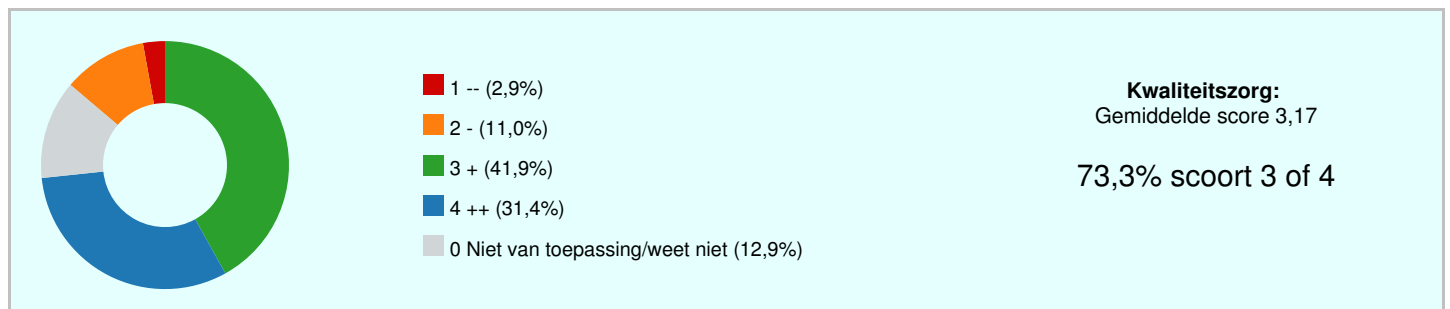 1 -- (2,9%)
2 - (11,0%)
3 + (41,9%)
4 ++ (31,4%)
0 Niet van toepassing/weet niet (12,9%)
Kwaliteitszorg:
Gemiddelde score 3,17
73,3% scoort 3 of 4